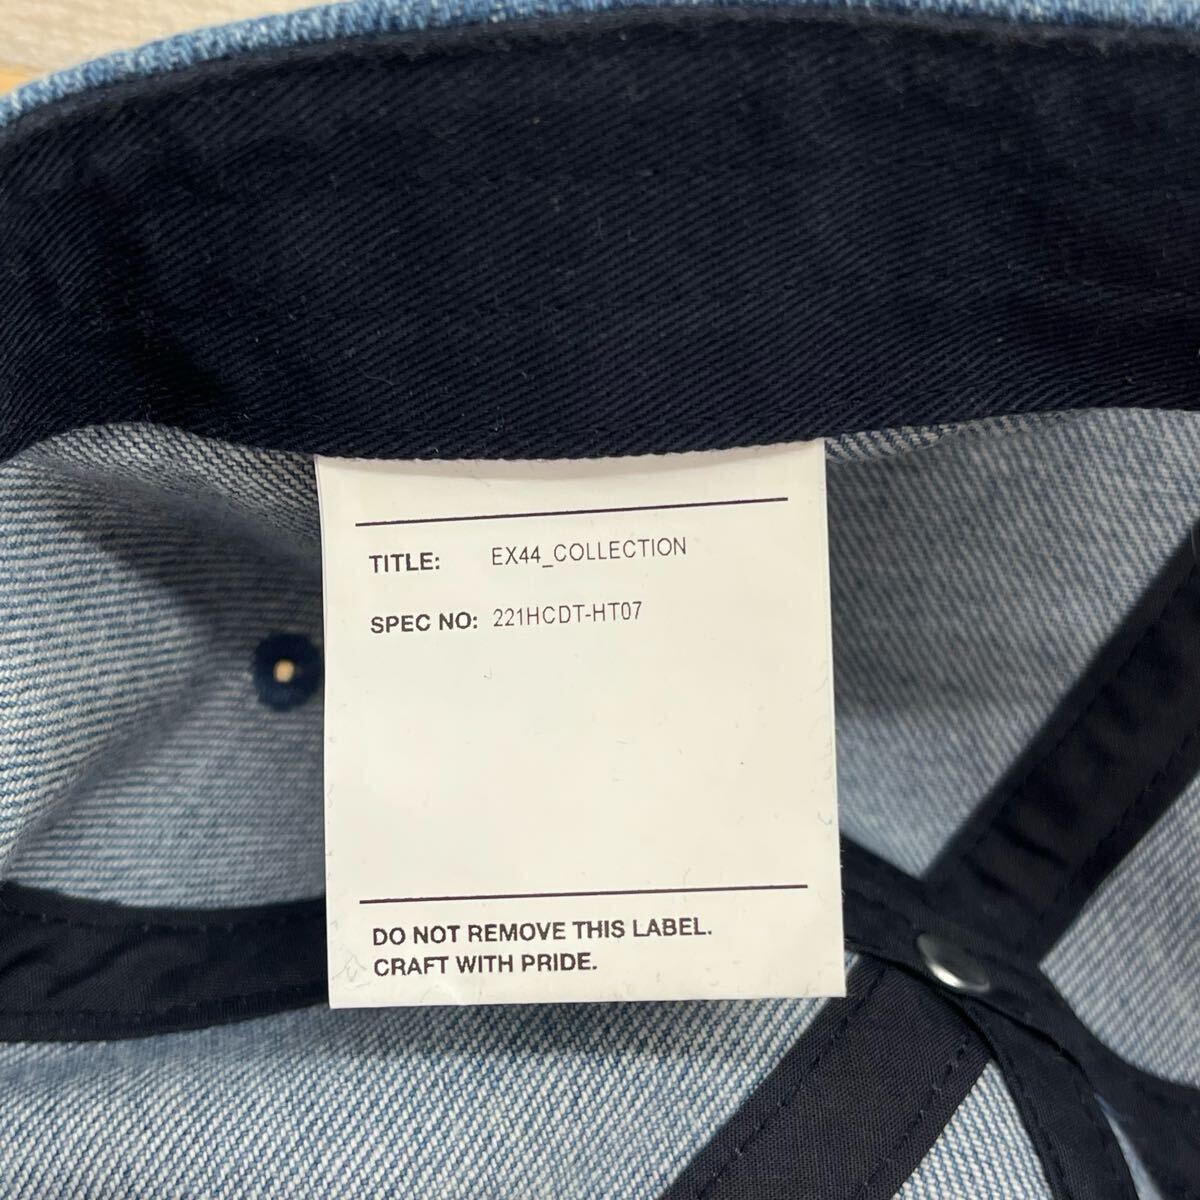 TITLE: EX44_COLLECTION
SPEC NO: 221HCDT-HT07
DO NOT REMOVE THIS LABEL.
CRAFT WITH PRIDE.